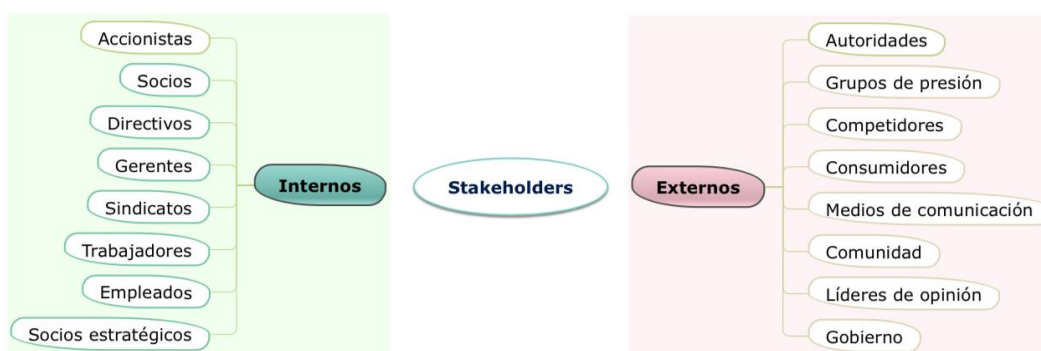 Accionistas
Socios
Directivos
Gerentes
Sindicatos
Trabajadores
Empleados
Socios estratégicos
Internos
Stakeholders
Externos
Autoridades
Grupos de presión
Competidores
Consumidores
Medios de comunicación
Comunidad
Líderes de opinión
Gobierno